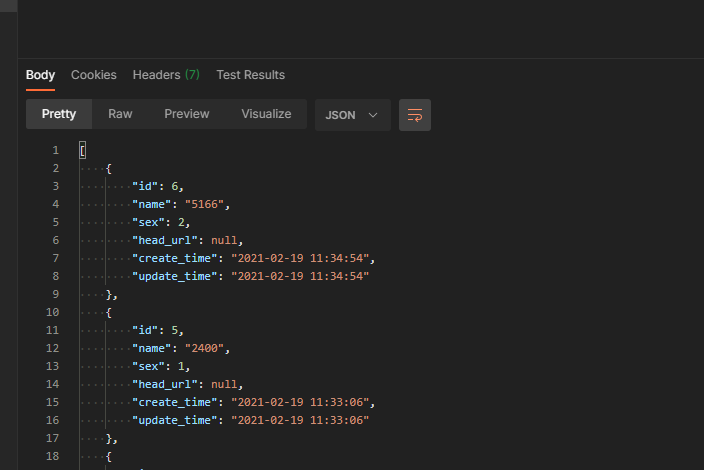 Body Cookies Headers (7) Test Results
Pretty Raw Preview Visualize JSON
1 [
2 {
3 "id": 6,
4 "name": "5166",
5 "sex": 2,
6 "head_url": null,
7 "create_time": "2021-02-19 11:34:54",
8 "update_time": "2021-02-19 11:34:54"
9 },
10 {
11 "id": 5,
12 "name": "2400",
13 "sex": 1,
14 "head_url": null,
15 "create_time": "2021-02-19 11:33:06",
16 "update_time": "2021-02-19 11:33:06"
17 },
18 {